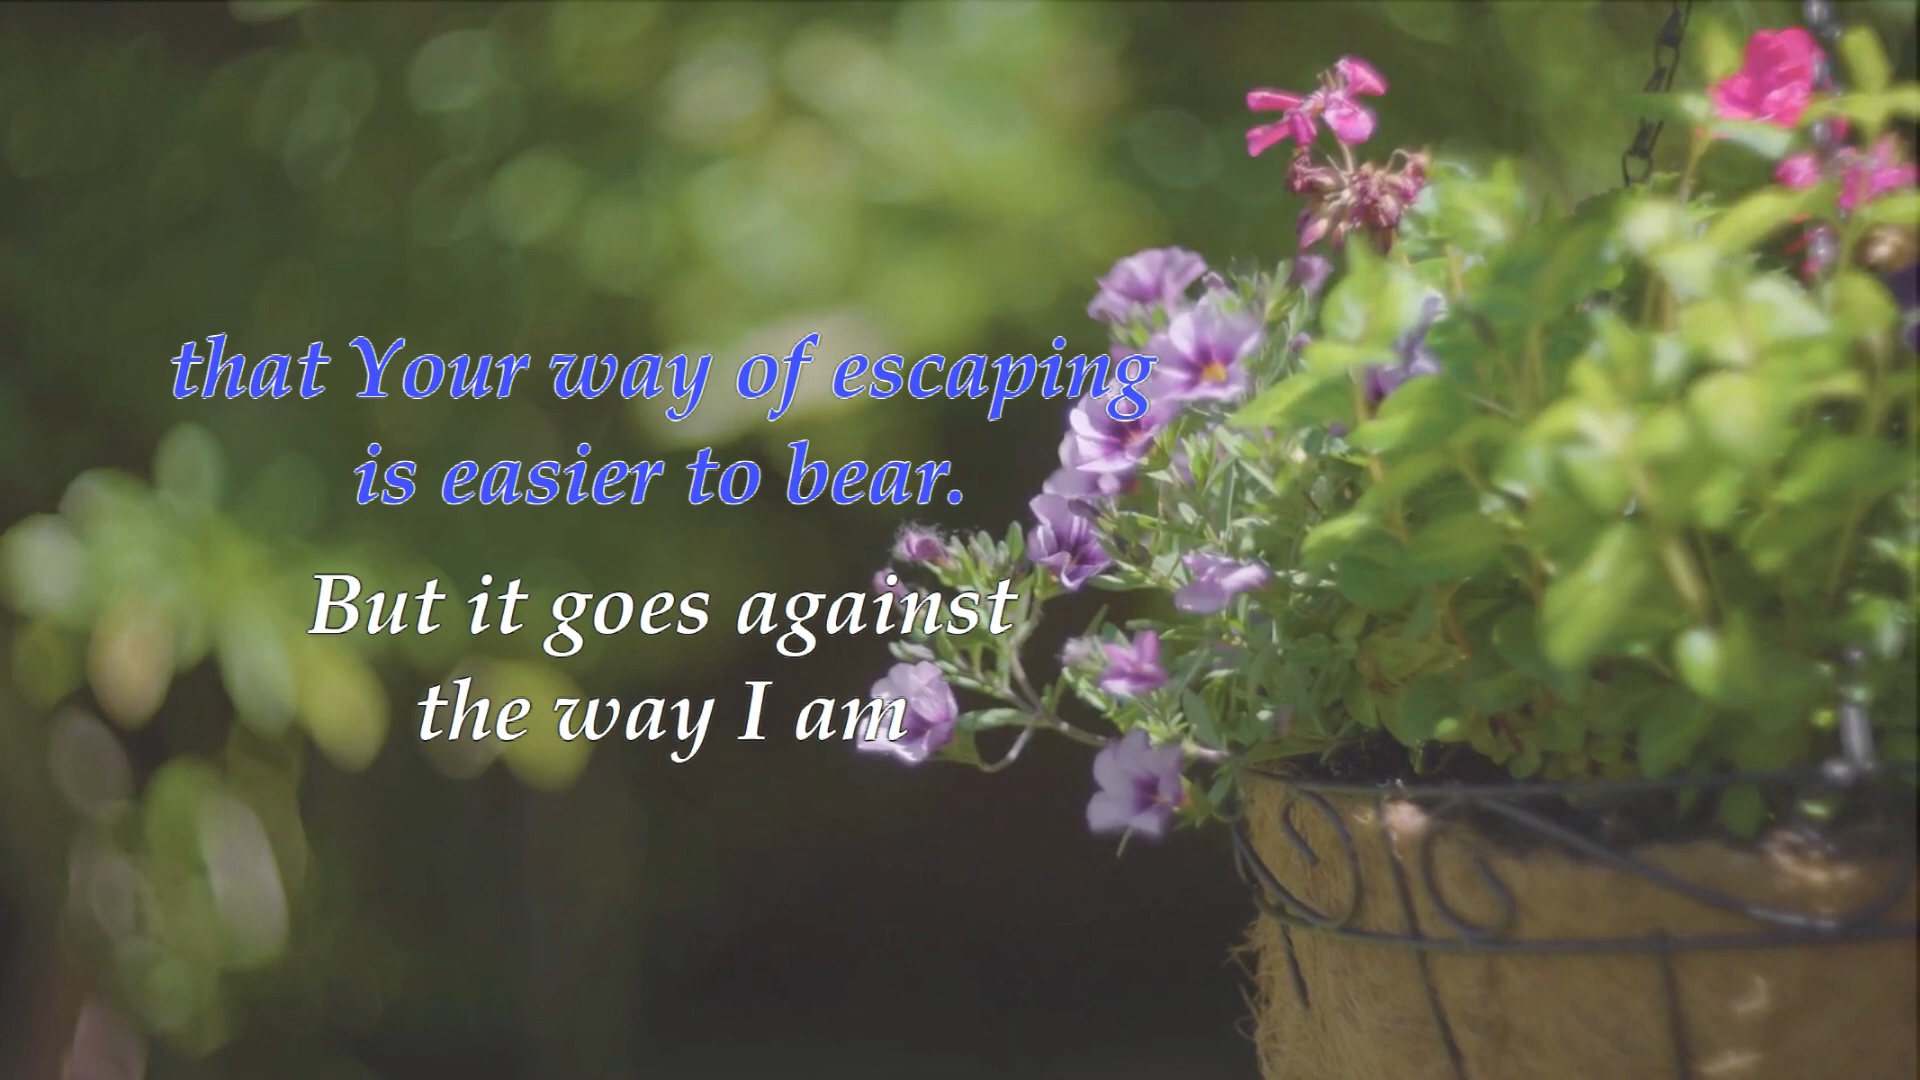 that Your way of escaping
is easier to bear.
But it goes against
the way I am